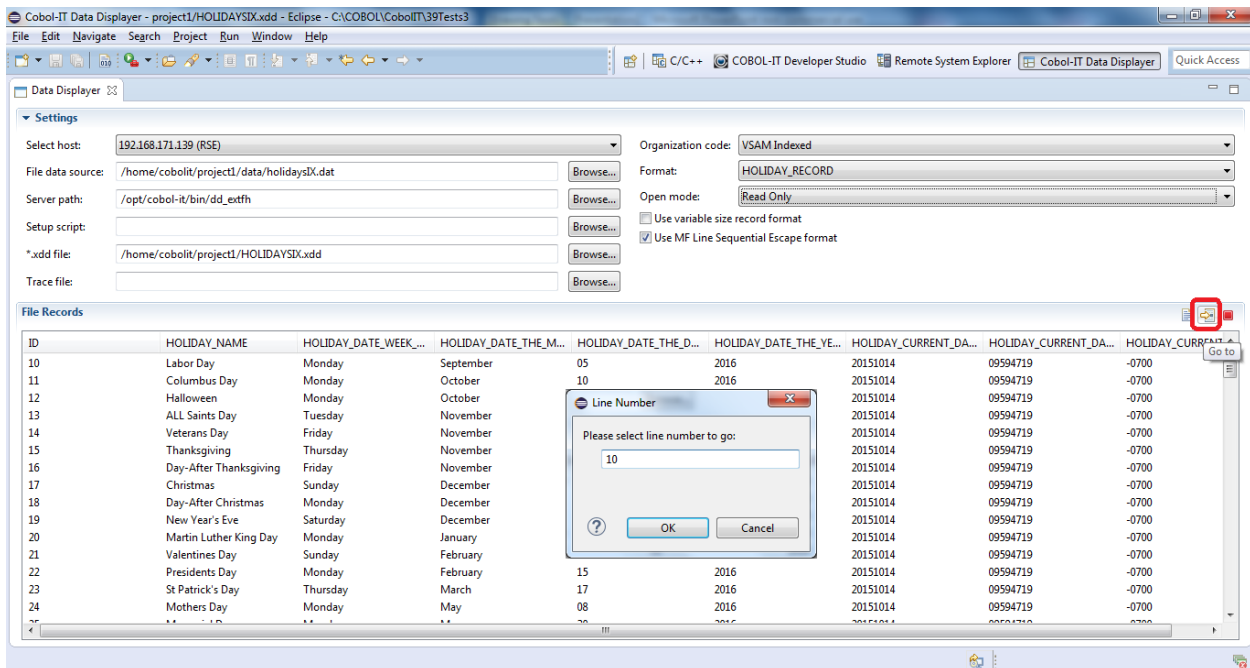 Cobol-IT Data Displayer - project1/HOLIDAYSIX.xdd - Eclipse - C:\COBOL\CobolIT\39Tests3
File Edit Navigate Search Project Run Window Help
C/C++ COBOL-IT Developer Studio Remote System Explorer Cobol-IT Data Displayer Quick Access
Data Displayer
Settings
Select host: 192.168.171.139 (RSE) Organization code: VSAM Indexed
File data source: /home/cobolit/project1/data/holidaysIX.dat Browse... Format: HOLIDAY_RECORD
Server path: /opt/cobol-it/bin/dd_extfh Browse... Open mode: Read Only
Setup script: Browse... Use variable size record format
*.xdd file: /home/cobolit/project1/HOLIDAYSIX.xdd Browse... Use MF Line Sequential Escape format
Trace file: Browse...
File Records
Go to
ID HOLIDAY_NAME HOLIDAY_DATE_WEEK_... HOLIDAY_DATE_THE_M... HOLIDAY_DATE_THE_D... HOLIDAY_DATE_THE_YE... HOLIDAY_CURRENT_DA... HOLIDAY_CURRENT_DA...
10 Labor Day Monday September 05 2016 20151014 09594719 -0700
11 Columbus Day Monday October 10 2016 20151014 09594719 -0700
12 Halloween Monday October 20151014 09594719 -0700
13 ALL Saints Day Tuesday November 20151014 09594719 -0700
14 Veterans Day Friday November 20151014 09594719 -0700
15 Thanksgiving Thursday November 20151014 09594719 -0700
16 Day-After Thanksgiving Friday November 20151014 09594719 -0700
17 Christmas Sunday December 20151014 09594719 -0700
18 Day-After Christmas Monday December 20151014 09594719 -0700
19 New Year's Eve Saturday December 20151014 09594719 -0700
20 Martin Luther King Day Monday January 20151014 09594719 -0700
21 Valentines Day Sunday February 20151014 09594719 -0700
22 Presidents Day Monday February 15 2016 20151014 09594719 -0700
23 St Patrick's Day Thursday March 17 2016 20151014 09594719 -0700
24 Mothers Day Monday May 08 2016 20151014 09594719 -0700
Line Number
Please select line number to go:
10
OK Cancel